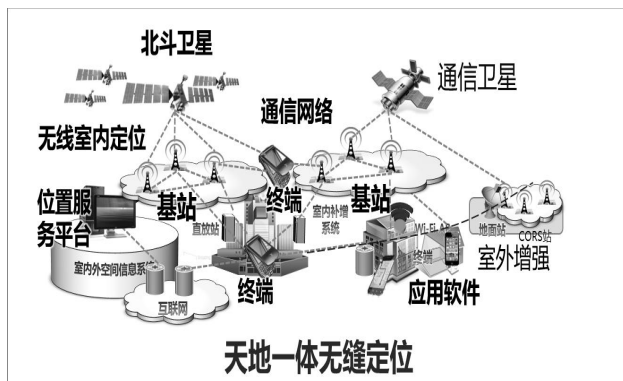 北斗卫星
通信卫星
通信网络
无线室内定位
基站
终端
基站
位置服
务平台
直放站
室内补增
系统
Wi-Fi
地面站
CORS站
室内外空间信息系统
终端
室外增强
终端
应用软件
互联网
天地一体无缝定位